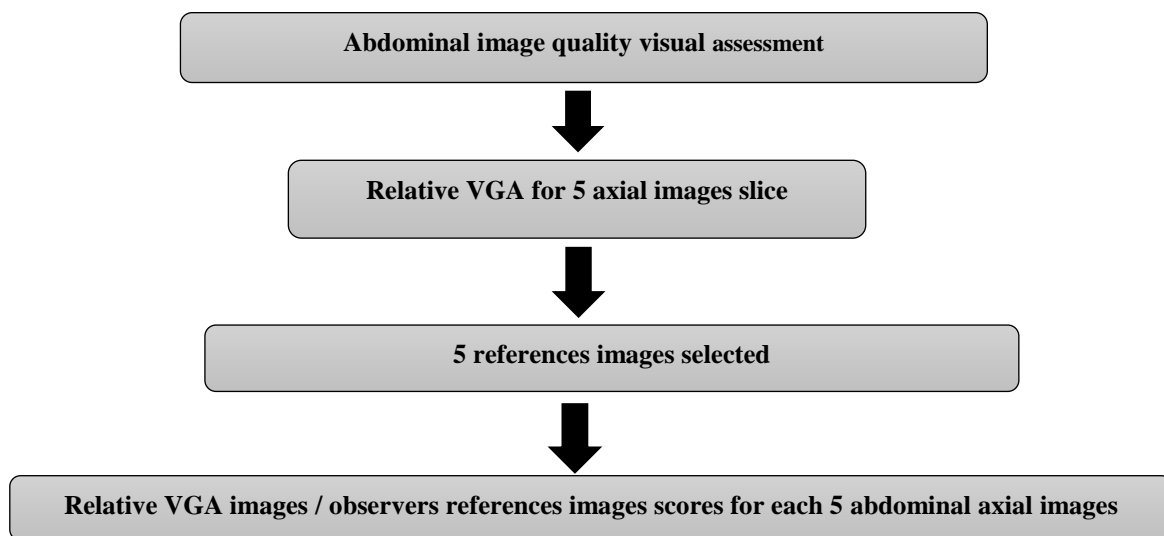 Abdominal image quality visual assessment
Relative VGA for 5 axial images slice
5 references images selected
Relative VGA images / observers references images scores for each 5 abdominal axial images